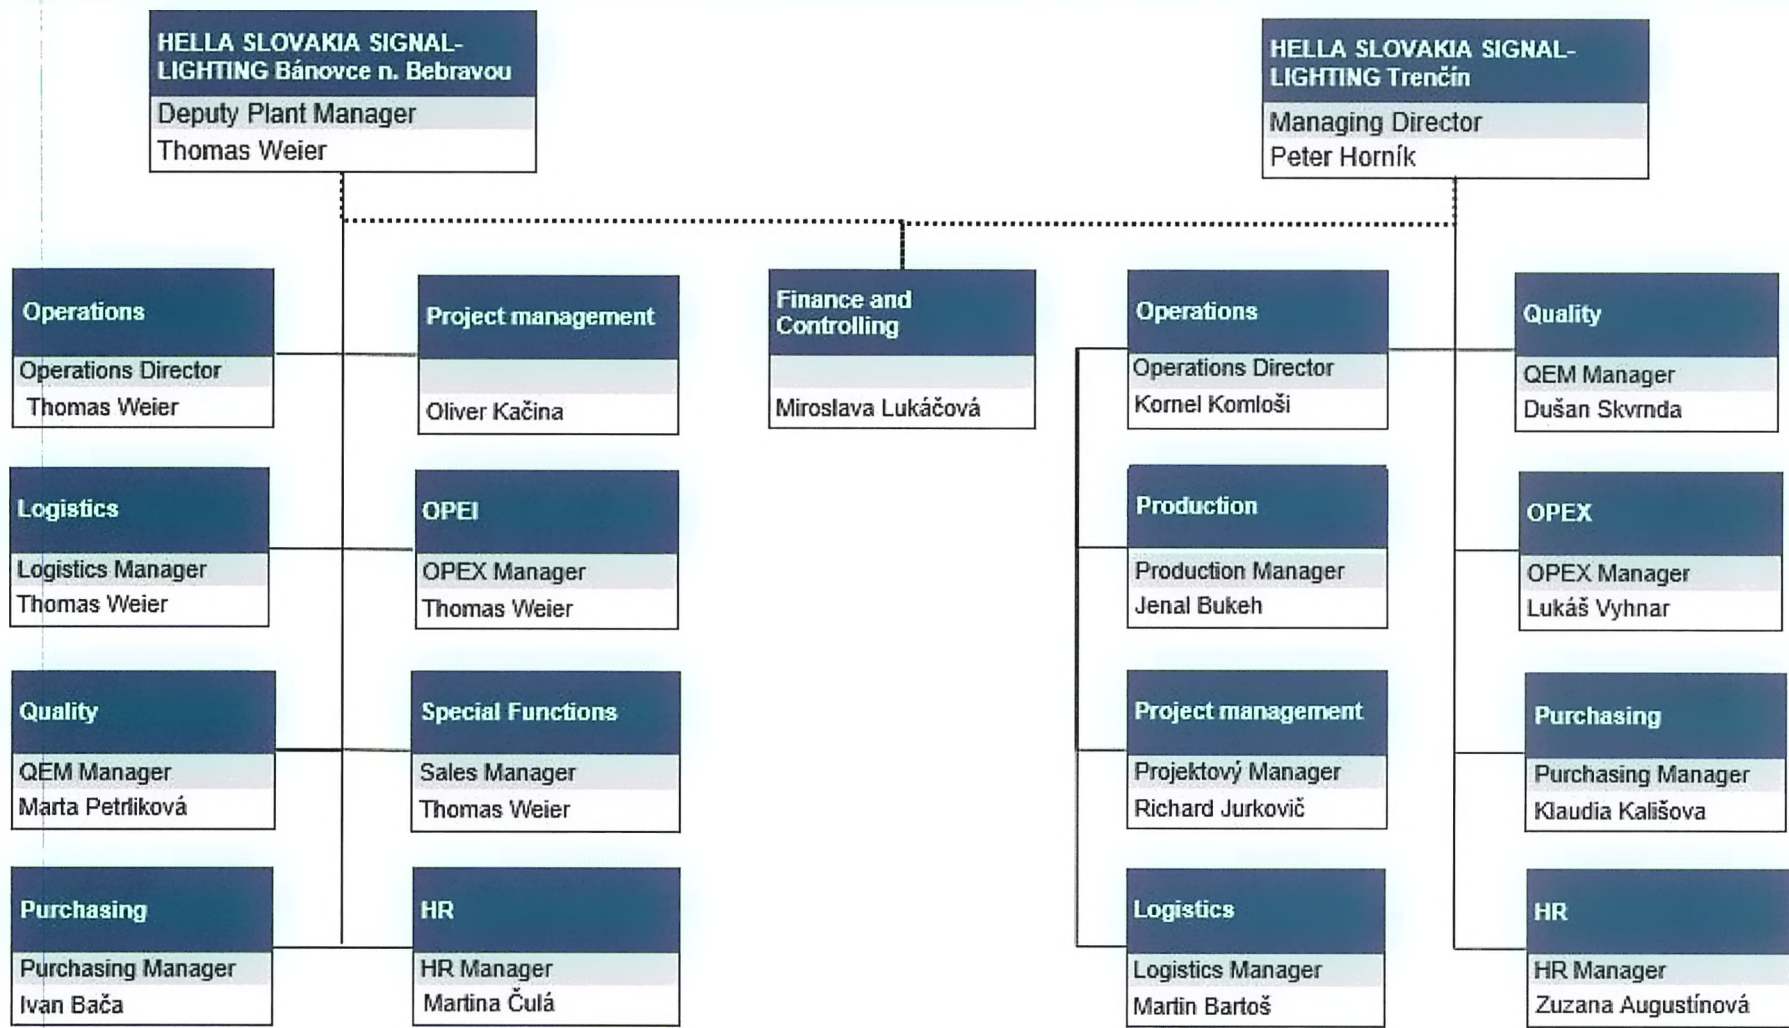 HELLA SLOVAKIA SIGNAL-
LIGHTING Bánovce n. Bebravou
Deputy Plant Manager
Thomas Weier
HELLA SLOVAKIA SIGNAL-
LIGHTING Trenčín
Managing Director
Peter Horník
Operations
Operations Director
Thomas Weier
Project management
Oliver Kačina
Finance and
Controlling
Miroslava Lukáčová
Operations
Operations Director
Kornel Komloši
Quality
QEM Manager
Dušan Skvrnda
Logistics
Logistics Manager
Thomas Weier
OPEI
OPEX Manager
Thomas Weier
Production
Production Manager
Jenal Bukeh
OPEX
OPEX Manager
Lukáš Vyhnar
Quality
QEM Manager
Marta Petrliková
Special Functions
Sales Manager
Thomas Weier
Project management
Projektový Manager
Richard Jurkovič
Purchasing
Purchasing Manager
Klaudia Kališova
Purchasing
Purchasing Manager
Ivan Bača
HR
HR Manager
Martina Čulá
Logistics
Logistics Manager
Martin Bartoš
HR
HR Manager
Zuzana Augustínová